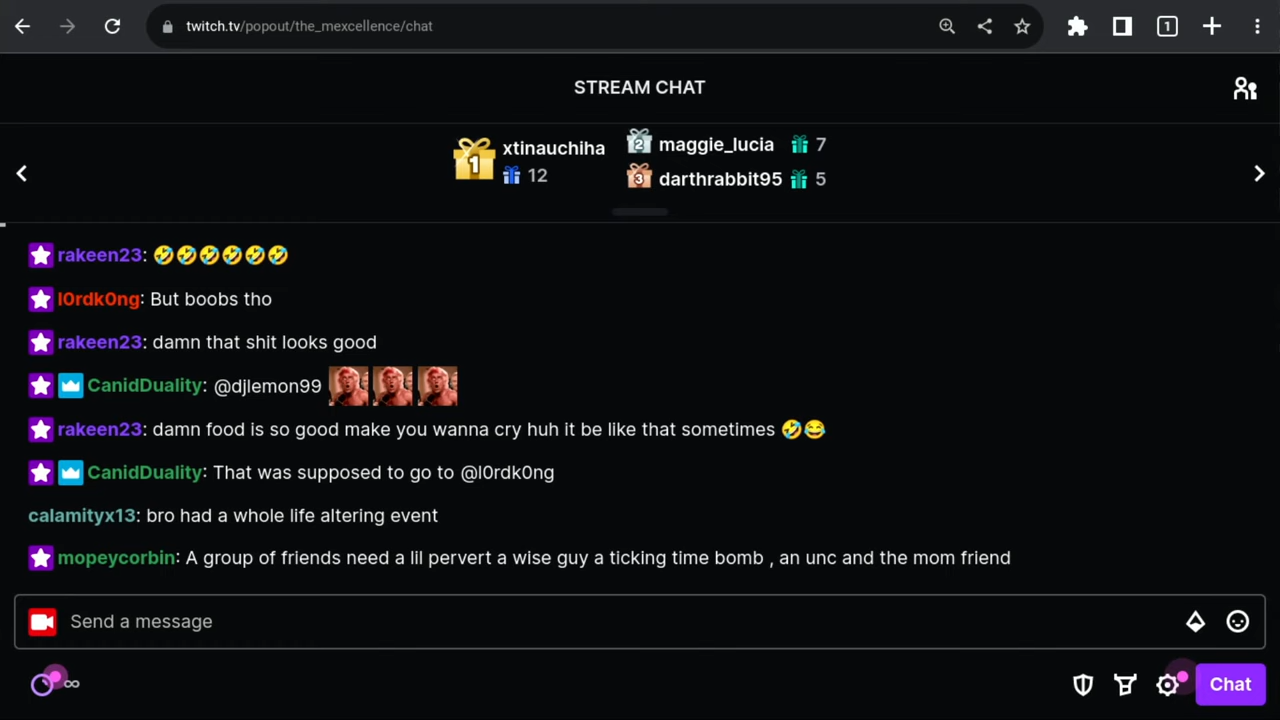 twitch.tv/popout/the_mexcellence/chat
1
STREAM CHAT
1 xtinauchiha
12
2 maggie_lucia 7
3 darthrabbit95 5
rakeen23: 🤣🤣🤣🤣🤣🤣
l0rdk0ng: But boobs tho
rakeen23: damn that shit looks good
CanidDuality: @djlemon99
rakeen23: damn food is so good make you wanna cry huh it be like that sometimes 🤣😂
CanidDuality: That was supposed to go to @l0rdk0ng
calamityx13: bro had a whole life altering event
mopeycorbin: A group of friends need a lil pervert a wise guy a ticking time bomb , an unc and the mom friend
Send a message
∞
Chat